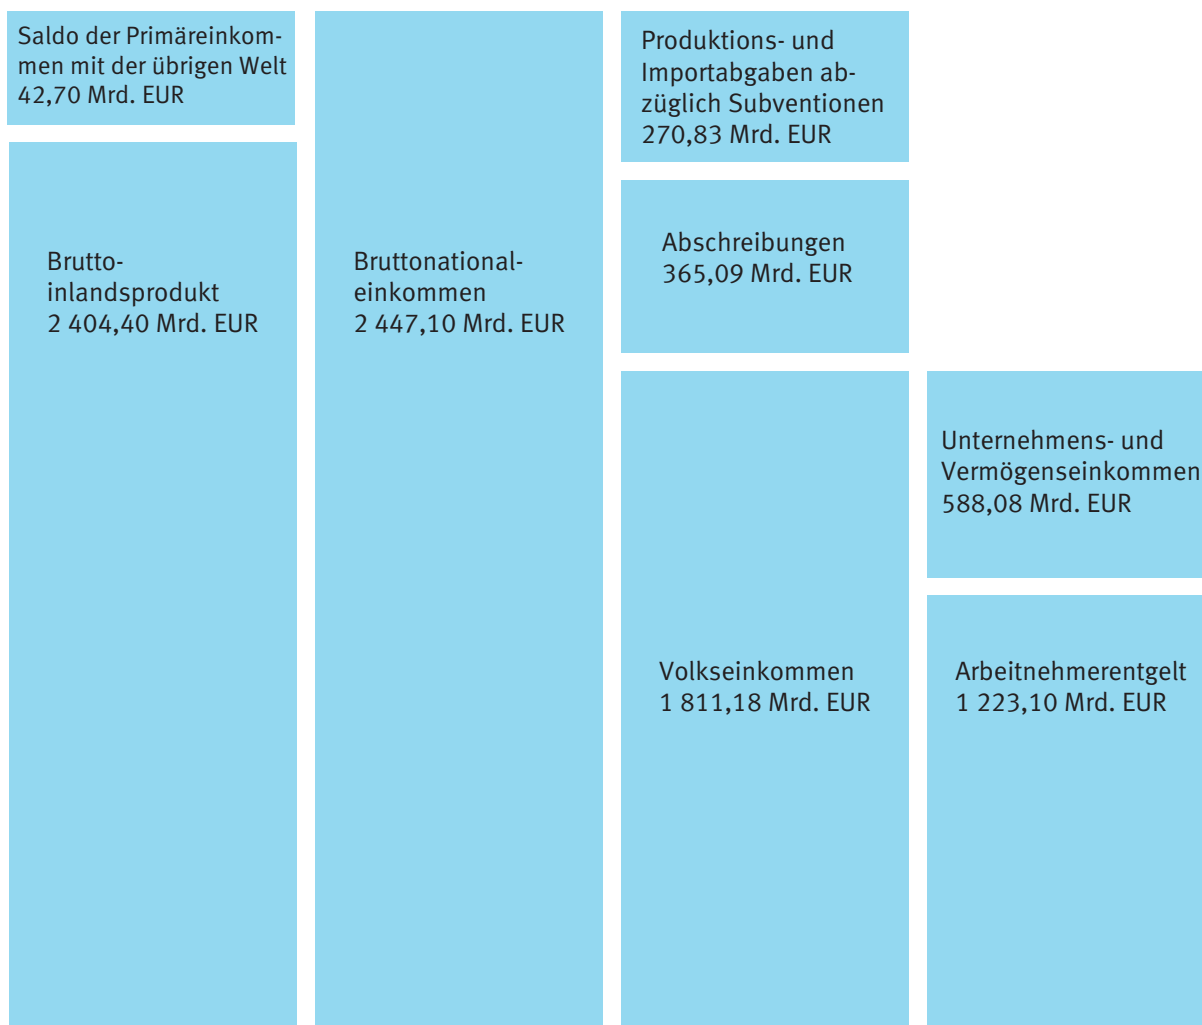 Saldo der Primäreinkom-
men mit der übrigen Welt
42,70 Mrd. EUR
Brutto-
inlandsprodukt
2 404,40 Mrd. EUR
Bruttonational-
einkommen
2 447,10 Mrd. EUR
Produktions- und
Importabgaben ab-
züglich Subventionen
270,83 Mrd. EUR
Abschreibungen
365,09 Mrd. EUR
Volkseinkommen
1 811,18 Mrd. EUR
Unternehmens- und
Vermögenseinkommen
588,08 Mrd. EUR
Arbeitnehmerentgelt
1 223,10 Mrd. EUR